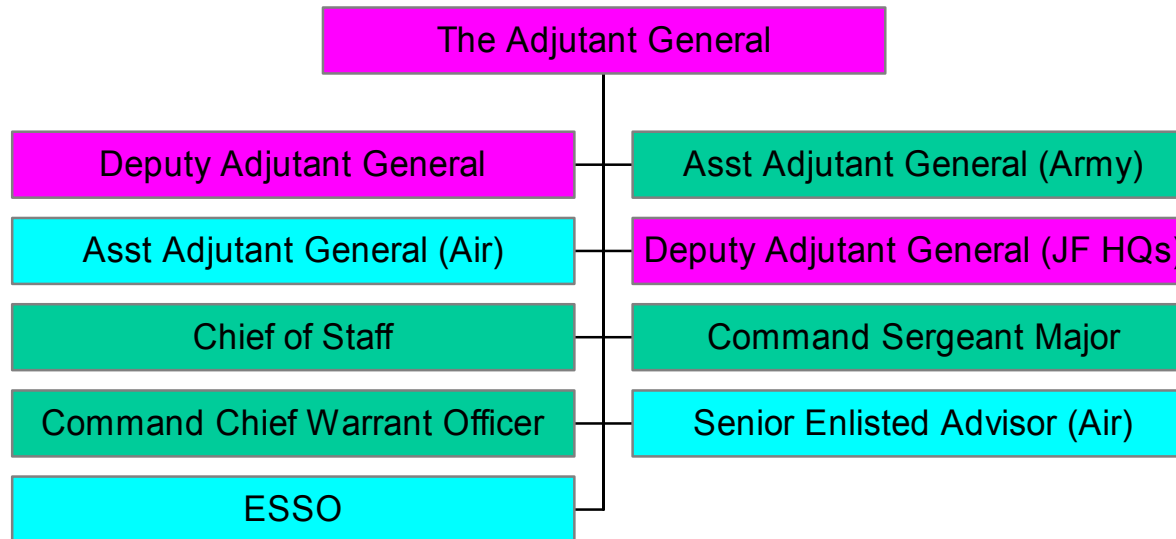 The Adjutant General
Deputy Adjutant General
Asst Adjutant General (Army)
Asst Adjutant General (Air)
Deputy Adjutant General (JF HQs)
Chief of Staff
Command Sergeant Major
Command Chief Warrant Officer
Senior Enlisted Advisor (Air)
ESSO